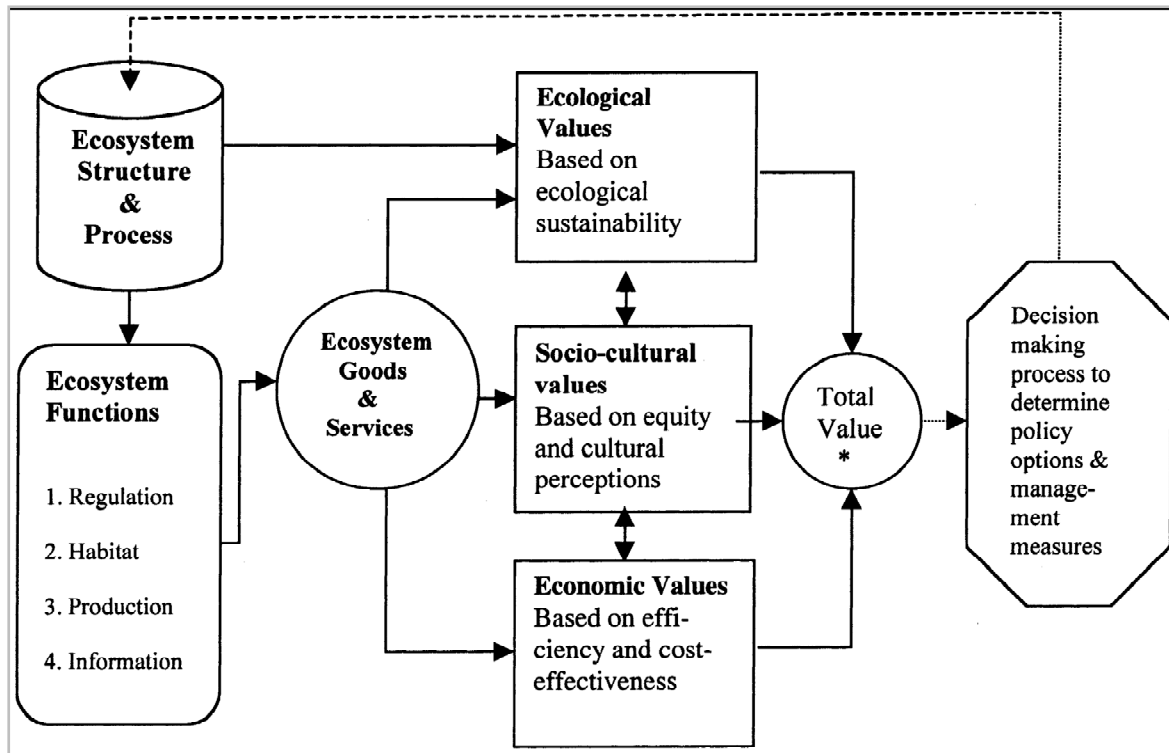 Ecosystem
Structure
&
Process
Ecosystem
Functions
1. Regulation
2. Habitat
3. Production
4. Information
Ecosystem
Goods
&
Services
Ecological
Values
Based on
ecological
sustainability
Socio-cultural
values
Based on equity
and cultural
perceptions
Economic Values
Based on effi-
ciency and cost-
effectiveness
Total
Value
*
Decision
making
process to
determine
policy
options &
manage-
ment
measures